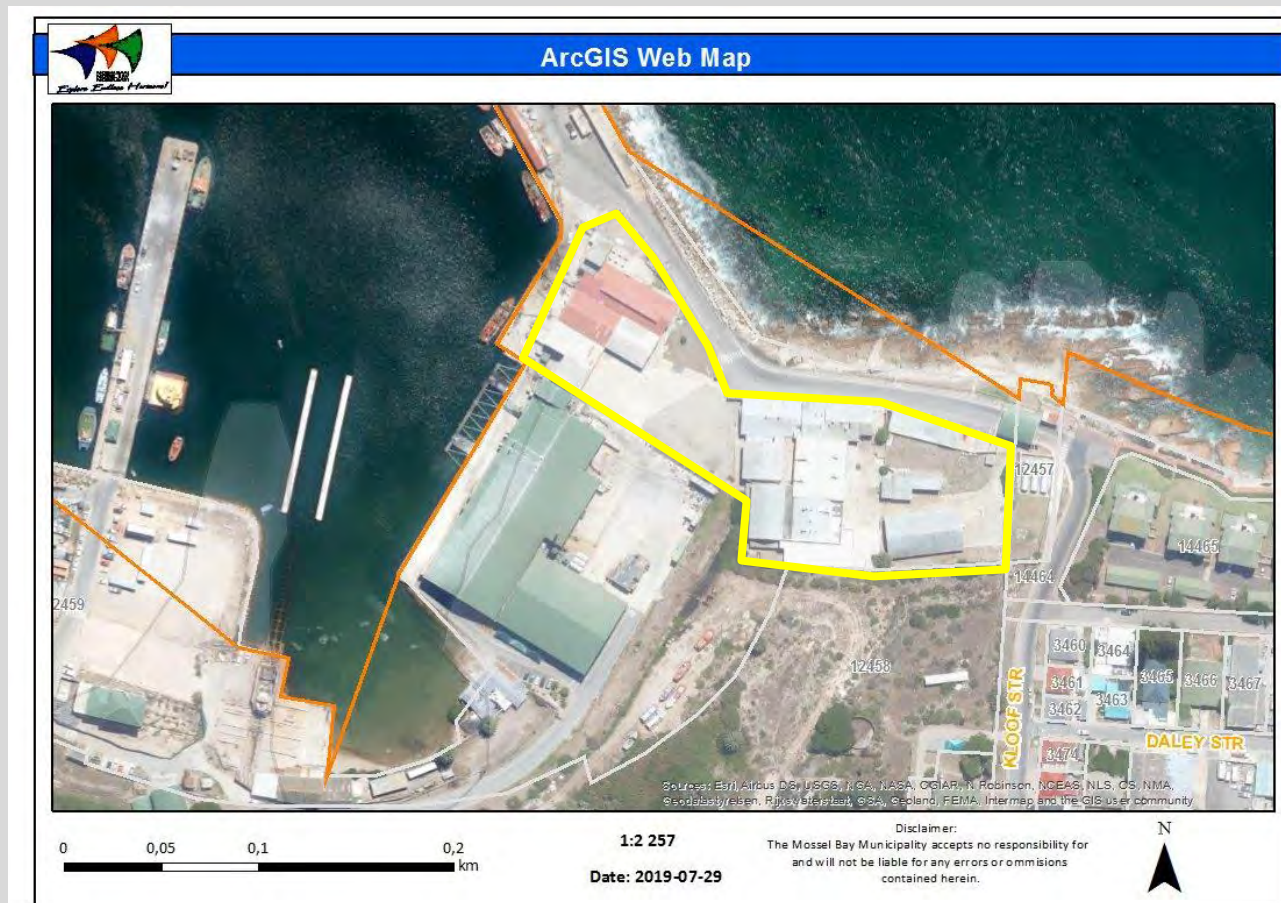 ArcGIS Web Map
Explore Endless Horizons!
12457
14465
14464
2459
12458
3460
3464
3465
3466
3467
3461
3462
3463
3474
KLOOF STR
DALEY STR
Sources: Esri, Airbus DS, USGS, NGA, NASA, CGIAR, N Robinson, NCEAS, NLS, OS, NMA,
Geodatastyrelsen, Rijkswaterstaat, GSA, Geoland, FEMA, Intermap and the GIS user community
0 0,05 0,1 0,2
km
1:2 257
Date: 2019-07-29
Disclaimer:
The Mossel Bay Municipality accepts no responsibility for
and will not be liable for any errors or ommisions
contained herein.
N